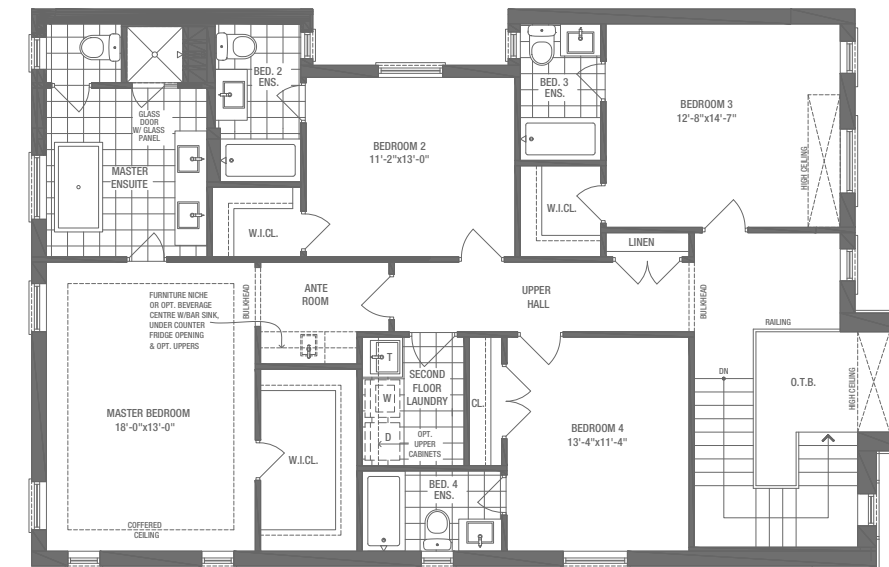 BED. 2
ENS.
GLASS
DOOR
W/ GLASS
PANEL
MASTER
ENSUITE
W.I.CL.
BEDROOM 2
11'-2"x13'-0"
BED. 3
ENS.
W.I.CL.
BEDROOM 3
12'-8"x14'-7"
HIGH CEILING
LINEN
FURNITURE NICHE
OR OPT. BEVERAGE
CENTRE W/BAR SINK,
UNDER COUNTER
FRIDGE OPENING
& OPT. UPPERS
BULKHEAD
ANTE
ROOM
UPPER
HALL
BULKHEAD
RAILING
MASTER BEDROOM
18'-0"x13'-0"
COFFERED
CEILING
W.I.CL.
T
W
D
SECOND
FLOOR
LAUNDRY
OPT.
UPPER
CABINETS
CL.
BED. 4
ENS.
BEDROOM 4
13'-4"x11'-4"
DN
O.T.B.
HIGH CEILING